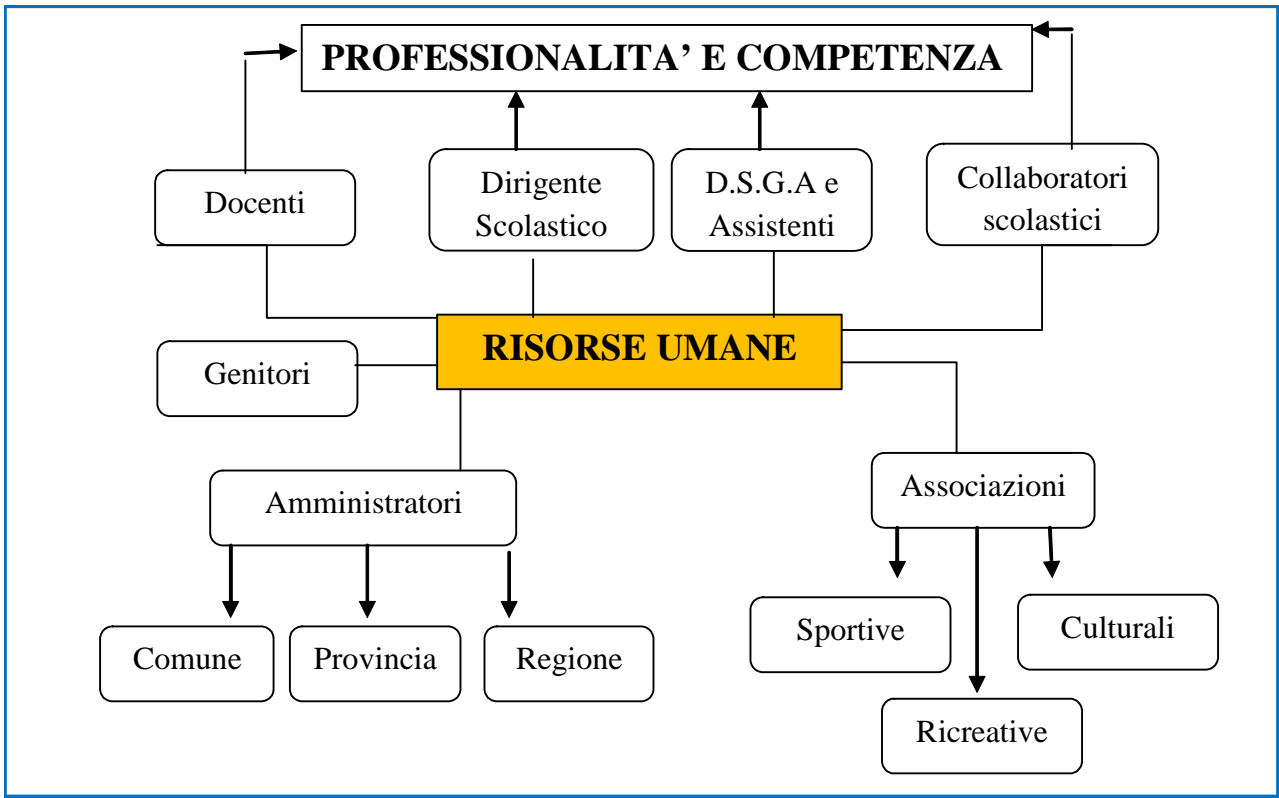 PROFESSIONALITA’ E COMPETENZA
Docenti
Dirigente
Scolastico
D.S.G.A e
Assistenti
Collaboratori
scolastici
RISORSE UMANE
Genitori
Amministratori
Associazioni
Comune
Provincia
Regione
Sportive
Culturali
Ricreative